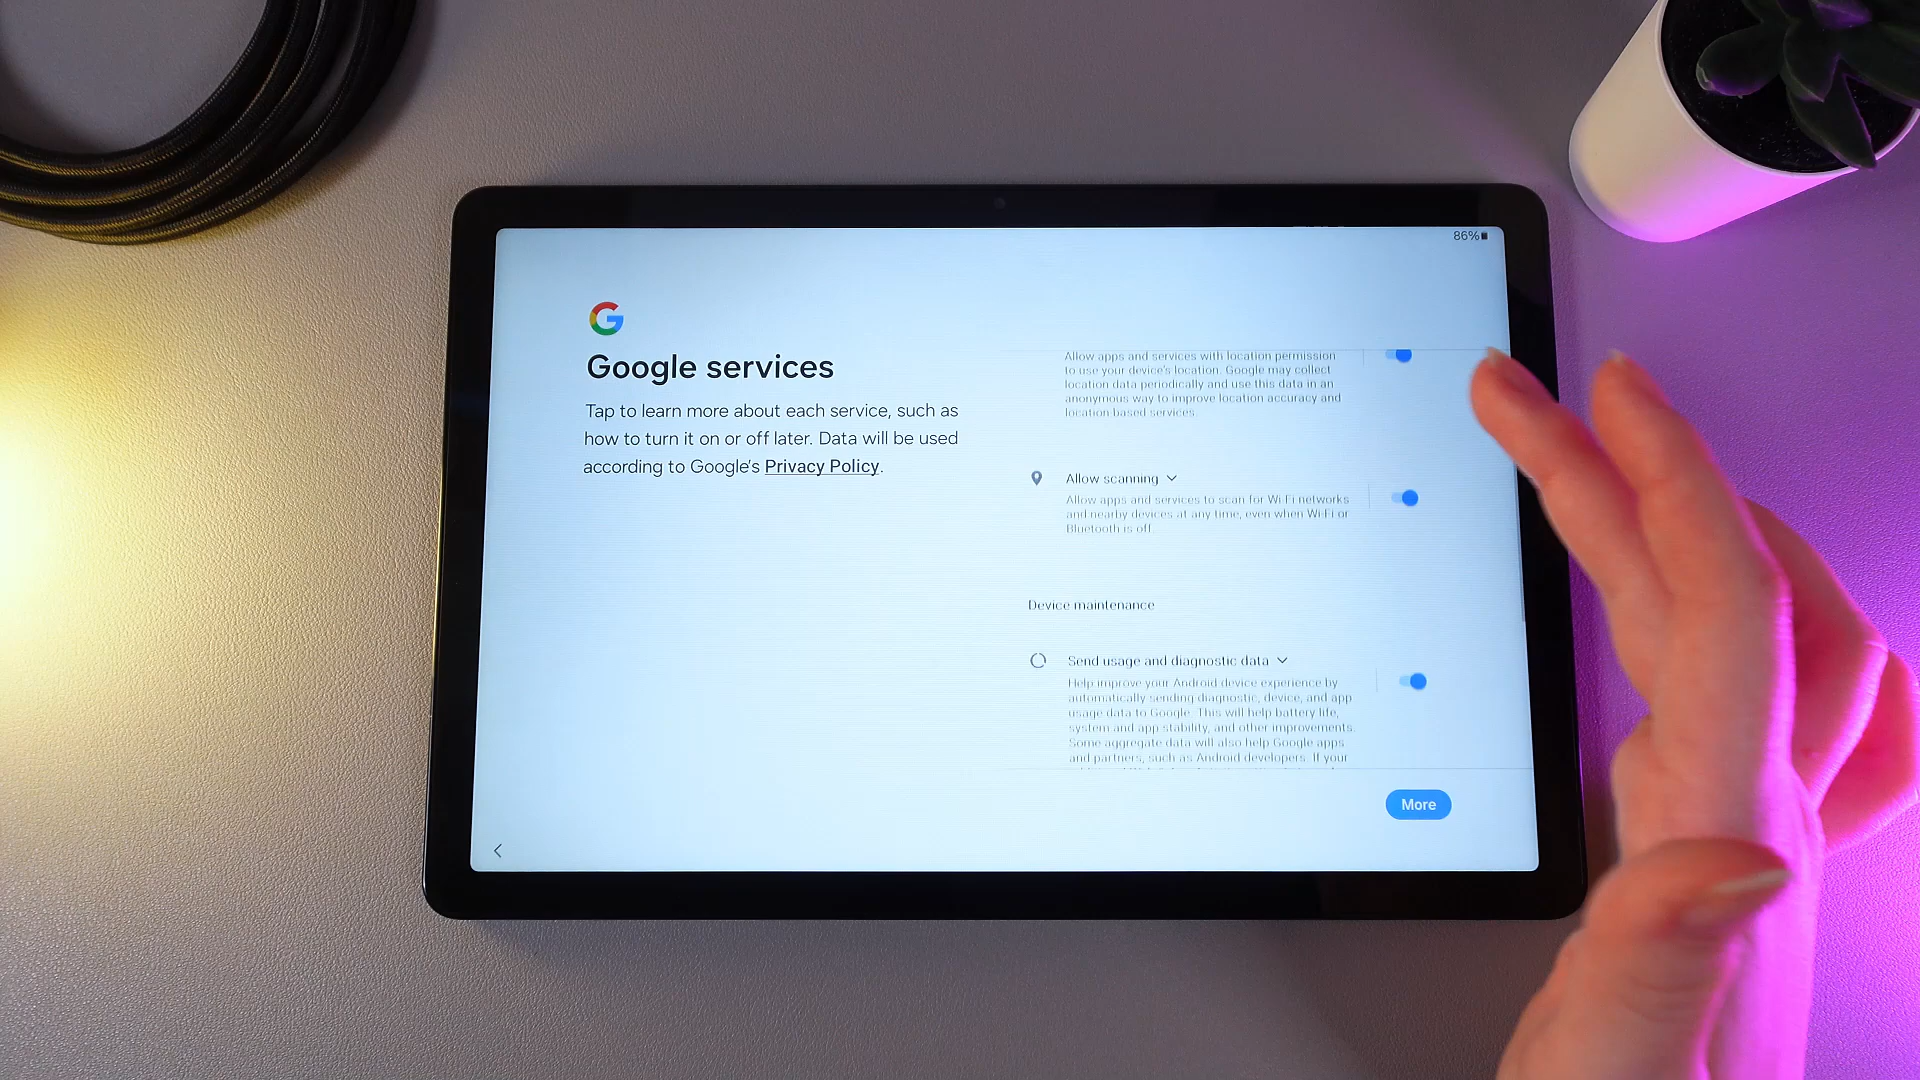 86%
Google services
Tap to learn more about each service, such as
how to turn it on or off later. Data will be used
according to Google's Privacy Policy.
Allow apps and services with location permission
to use your device's location. Google may collect
location data periodically and use this data in an
anonymous way to improve location accuracy and
location based services.
Allow scanning
Allow apps and services to scan for Wi-Fi networks
and nearby devices at any time, even when Wi-Fi or
Bluetooth is off.
Device maintenance
Send usage and diagnostic data
Help improve your Android device experience by
automatically sending diagnostic, device, and app
usage data to Google. This will help battery life,
system and app stability, and other improvements.
Some aggregate data will also help Google apps
and partners, such as Android developers. If your
More